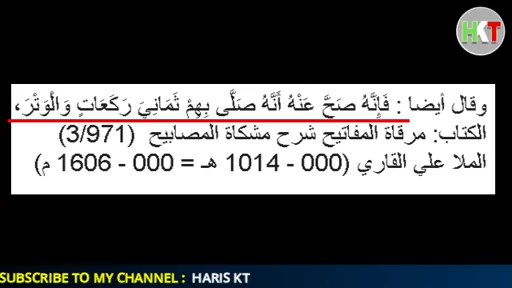 HKT
وقال أيضا : فَإِنَّهُ صَحَّ عَنْهُ أَنَّهُ صَلَّى بِهِمْ ثَمَانِيَ رَكَعَاتٍ وَالْوَتْرَ،
الكتاب: مرقاة المفاتيح شرح مشكاة المصابيح (3/971)
الملا علي القاري (000 - 1014 هـ = 000 - 1606 م)
SUBSCRIBE TO MY CHANNEL : HARIS KT